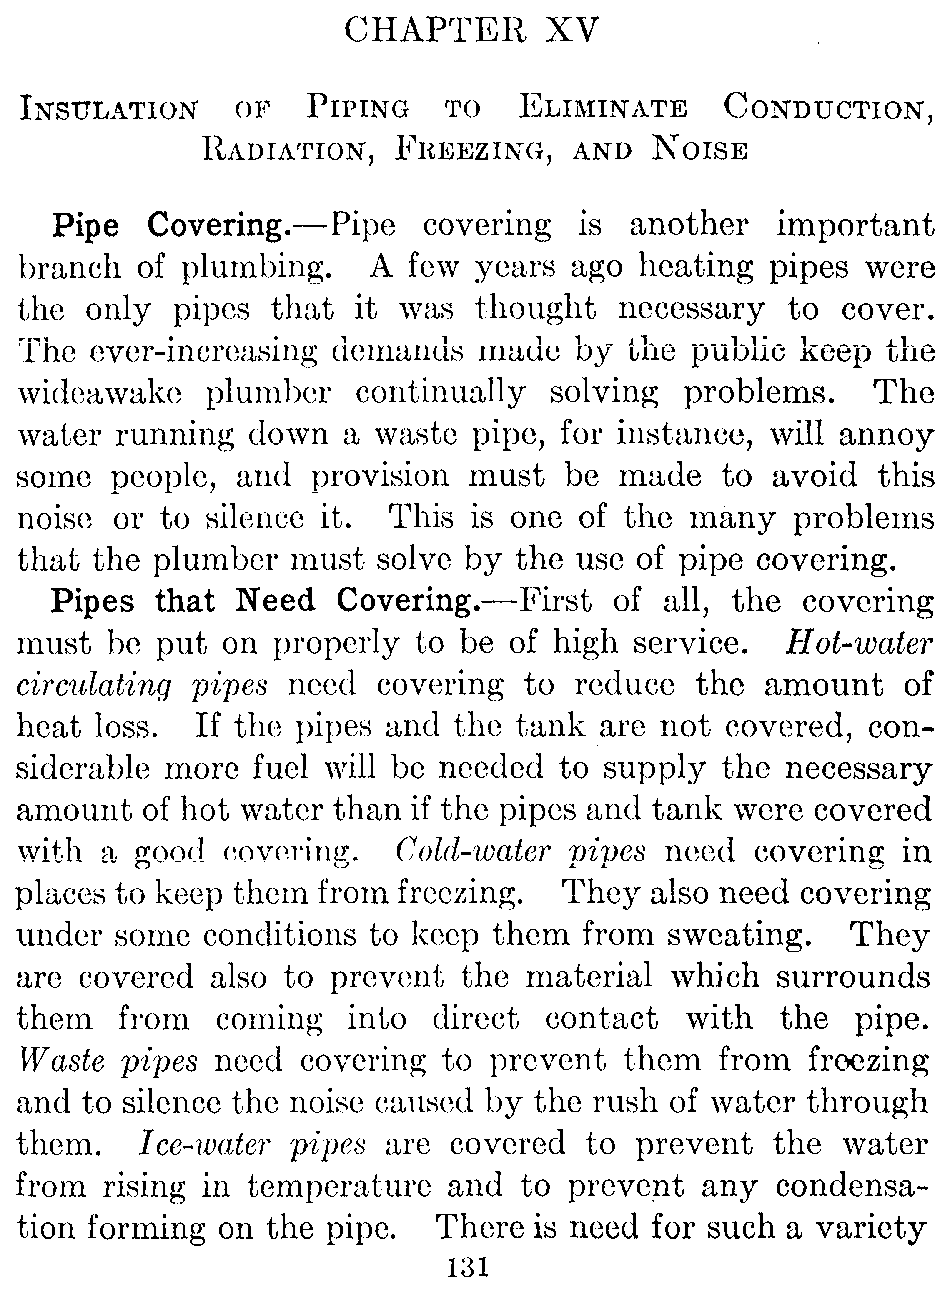 CHAPTER XV
INSULATION OF PIPING TO ELIMINATE CONDUCTION,
RADIATION, FREEZING, AND NOISE
Pipe Covering.—Pipe covering is another important
branch of plumbing. A few years ago heating pipes were
the only pipes that it was thought necessary to cover.
The ever-increasing demands made by the public keep the
wideawake plumber continually solving problems. The
water running down a waste pipe, for instance, will annoy
some people, and provision must be made to avoid this
noise or to silence it. This is one of the many problems
that the plumber must solve by the use of pipe covering.
Pipes that Need Covering.—First of all, the covering
must be put on properly to be of high service. Hot-water
circulating pipes need covering to reduce the amount of
heat loss. If the pipes and the tank are not covered, con-
siderable more fuel will be needed to supply the necessary
amount of hot water than if the pipes and tank were covered
with a good covering. Cold-water pipes need covering in
places to keep them from freezing. They also need covering
under some conditions to keep them from sweating. They
are covered also to prevent the material which surrounds
them from coming into direct contact with the pipe.
Waste pipes need covering to prevent them from freezing
and to silence the noise caused by the rush of water through
them. Ice-water pipes are covered to prevent the water
from rising in temperature and to prevent any condensa-
tion forming on the pipe. There is need for such a variety
131